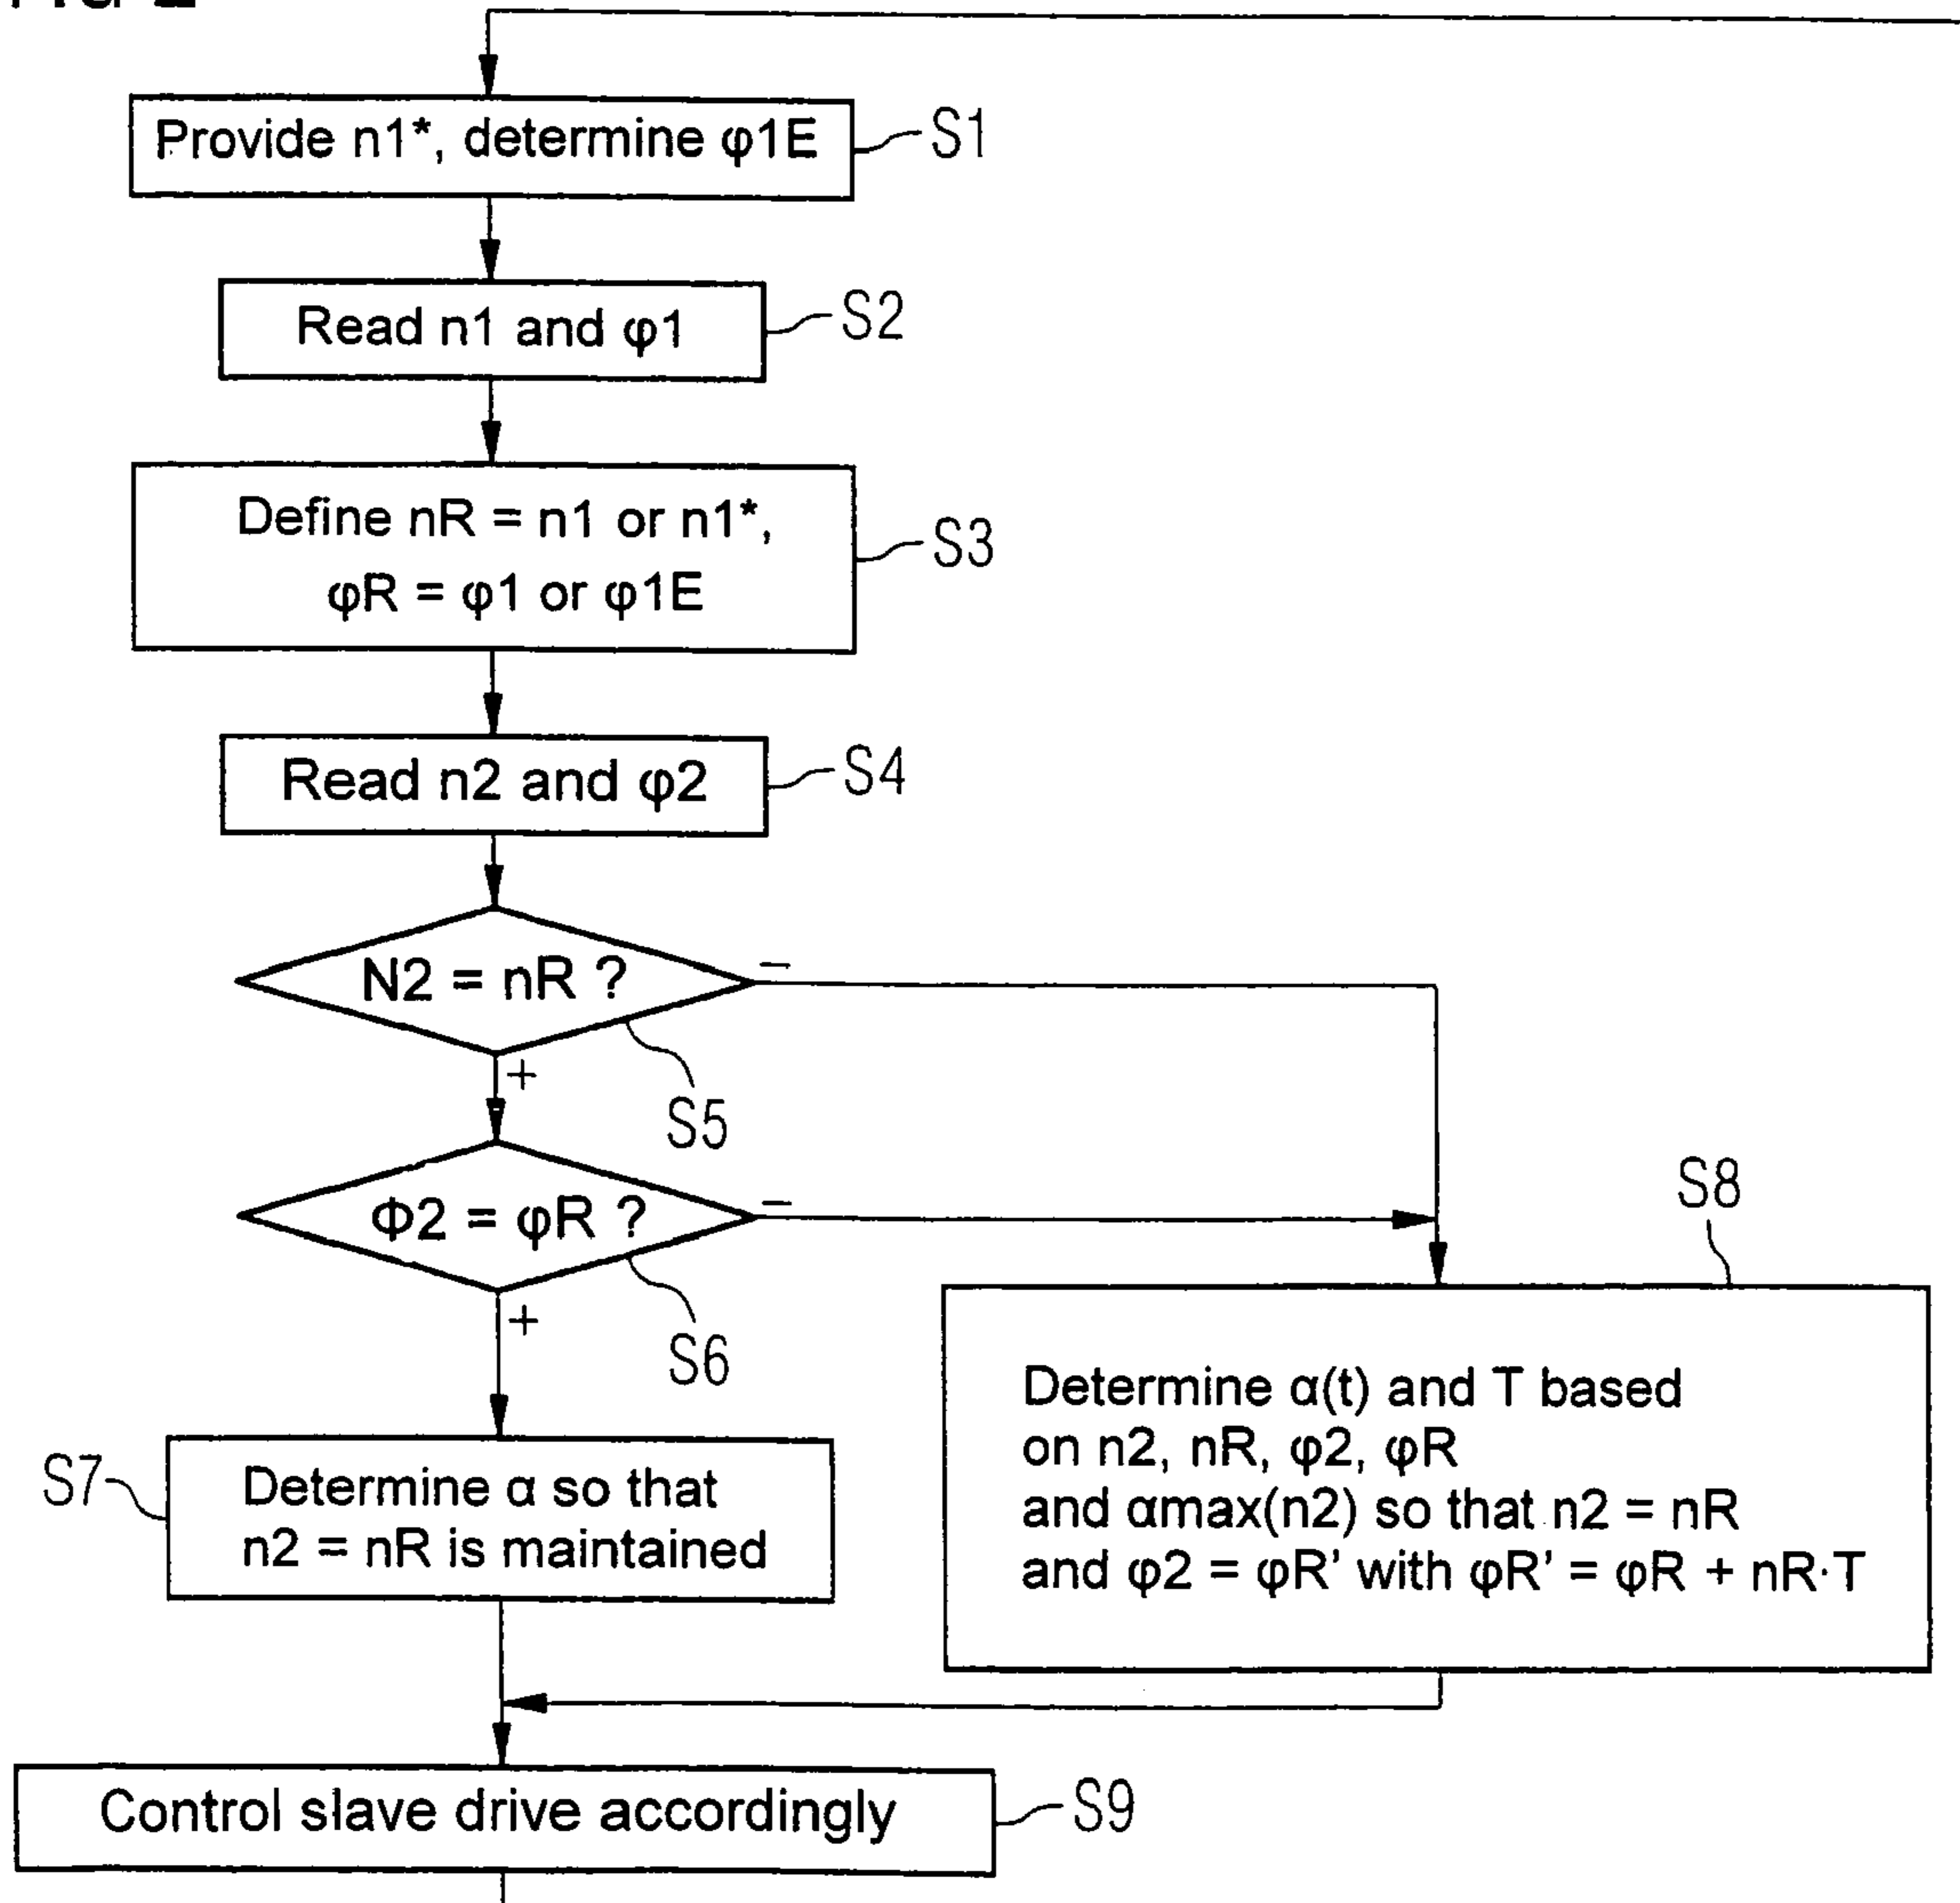 Provide n1*, determine φ1E
S1
Read n1 and φ1
S2
Define nR = n1 or n1*,
φR = φ1 or φ1E
S3
Read n2 and φ2
S4
N2 = nR ?
–
+
S5
Φ2 = φR ?
–
+
S6
S8
Determine α(t) and T based
on n2, nR, φ2, φR
and αmax(n2) so that n2 = nR
and φ2 = φR’ with φR’ = φR + nR·T
S7
Determine α so that
n2 = nR is maintained
Control slave drive accordingly
S9